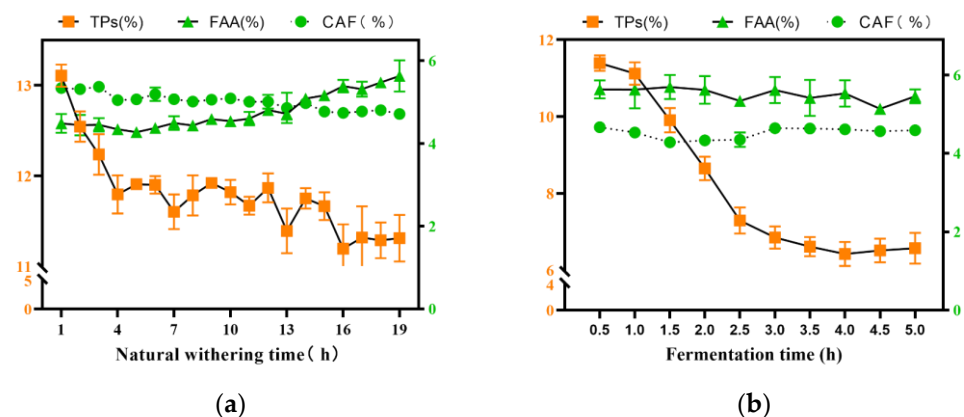 TPs(%) FAA(%) CAF( %)
13
12
11
5
0
6
4
2
0
1 4 7 10 13 16 19
Natural withering time( h)
(a)
TPs(%) FAA(%) CAF( %)
12
10
8
6
4
0
6
4
2
0
0.5 1.0 1.5 2.0 2.5 3.0 3.5 4.0 4.5 5.0
Fermentation time (h)
(b)